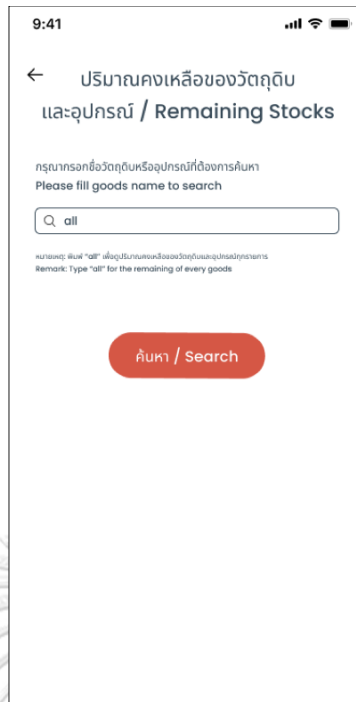 9:41
ปริมาณคงเหลือของวัตถุดิบ
และอุปกรณ์ / Remaining Stocks
กรุณากรอกชื่อวัตถุดิบหรืออุปกรณ์ที่ต้องการค้นหา
Please fill goods name to search
all
หมายเหตุ: พิมพ์ "all" เพื่อดูปริมาณคงเหลือของวัตถุดิบและอุปกรณ์ทุกรายการ
Remark: Type "all" for the remaining of every goods
ค้นหา / Search